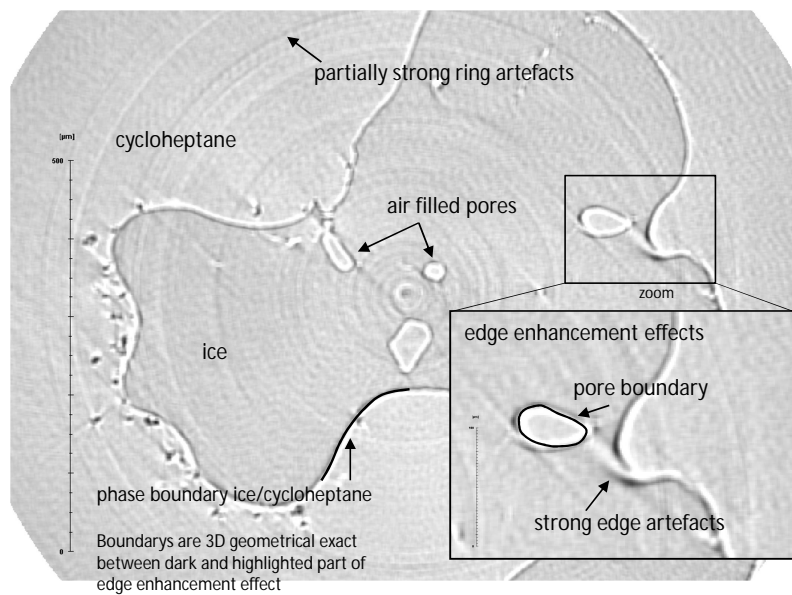 partially strong ring artefacts
[µm]
cycloheptane
500
air filled pores
zoom
edge enhancement effects
ice
pore boundary
phase boundary ice/cycloheptane
strong edge artefacts
Boundarys are 3D geometrical exact
between dark and highlighted part of
edge enhancement effect
0